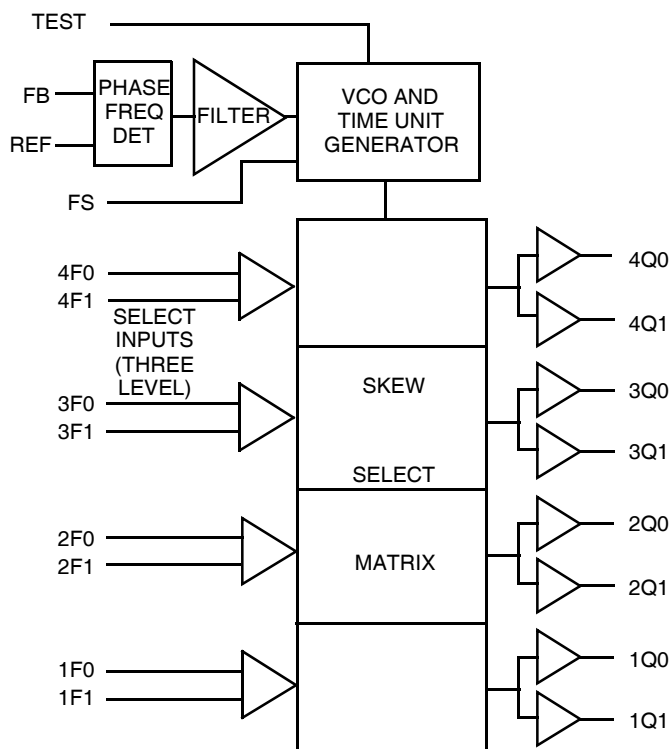 TEST
FB
REF
PHASE
FREQ
DET
FILTER
VCO AND
TIME UNIT
GENERATOR
FS
4F0
4F1
SELECT
INPUTS
(THREE
LEVEL)
3F0
3F1
2F0
2F1
1F0
1F1
SKEW
SELECT
MATRIX
4Q0
4Q1
3Q0
3Q1
2Q0
2Q1
1Q0
1Q1